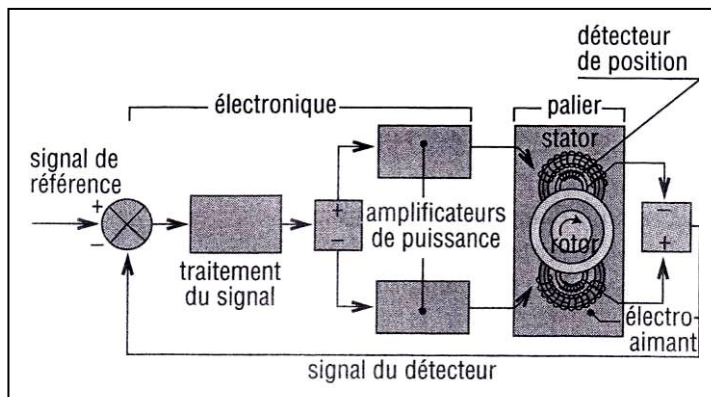 détecteur
de position
électronique
palier
stator
signal de
référence
+
−
traitement
du signal
+
−
amplificateurs
de puissance
rotor
−
+
électro-
aimant
signal du détecteur